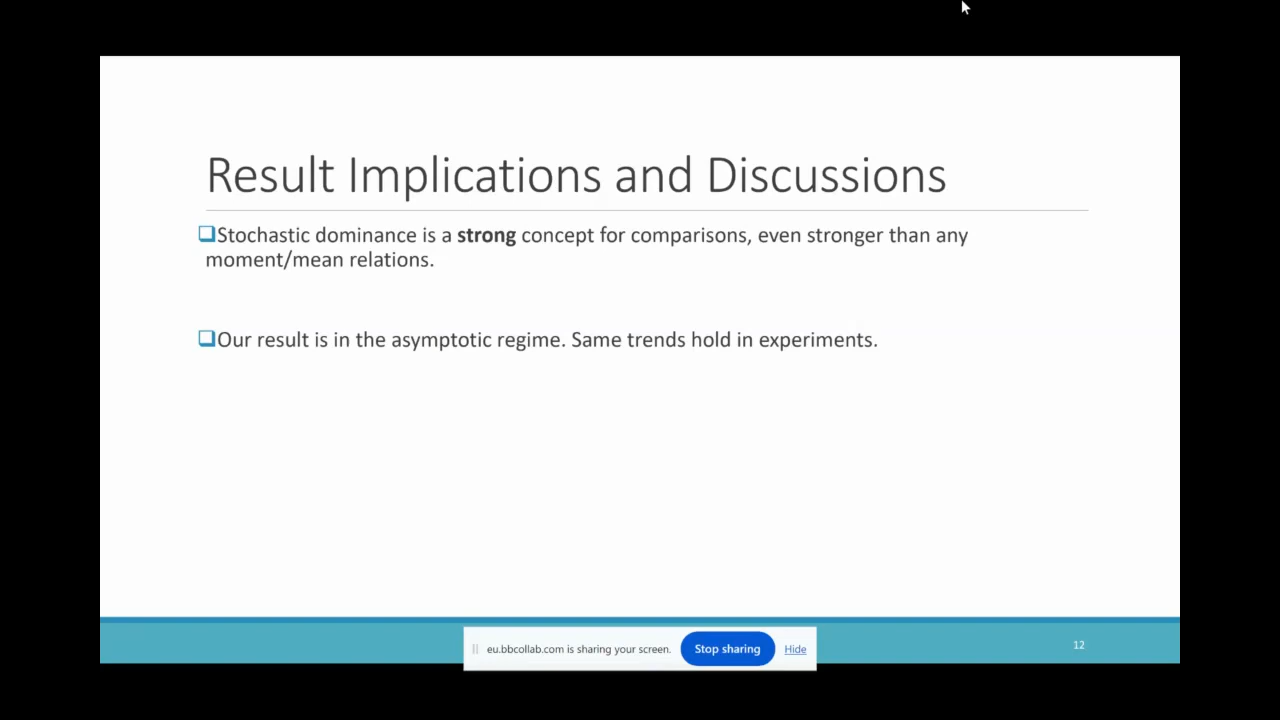 Result Implications and Discussions
Stochastic dominance is a strong concept for comparisons, even stronger than any
moment/mean relations.
Our result is in the asymptotic regime. Same trends hold in experiments.
eu.bbcollab.com is sharing your screen.
Stop sharing
Hide
12